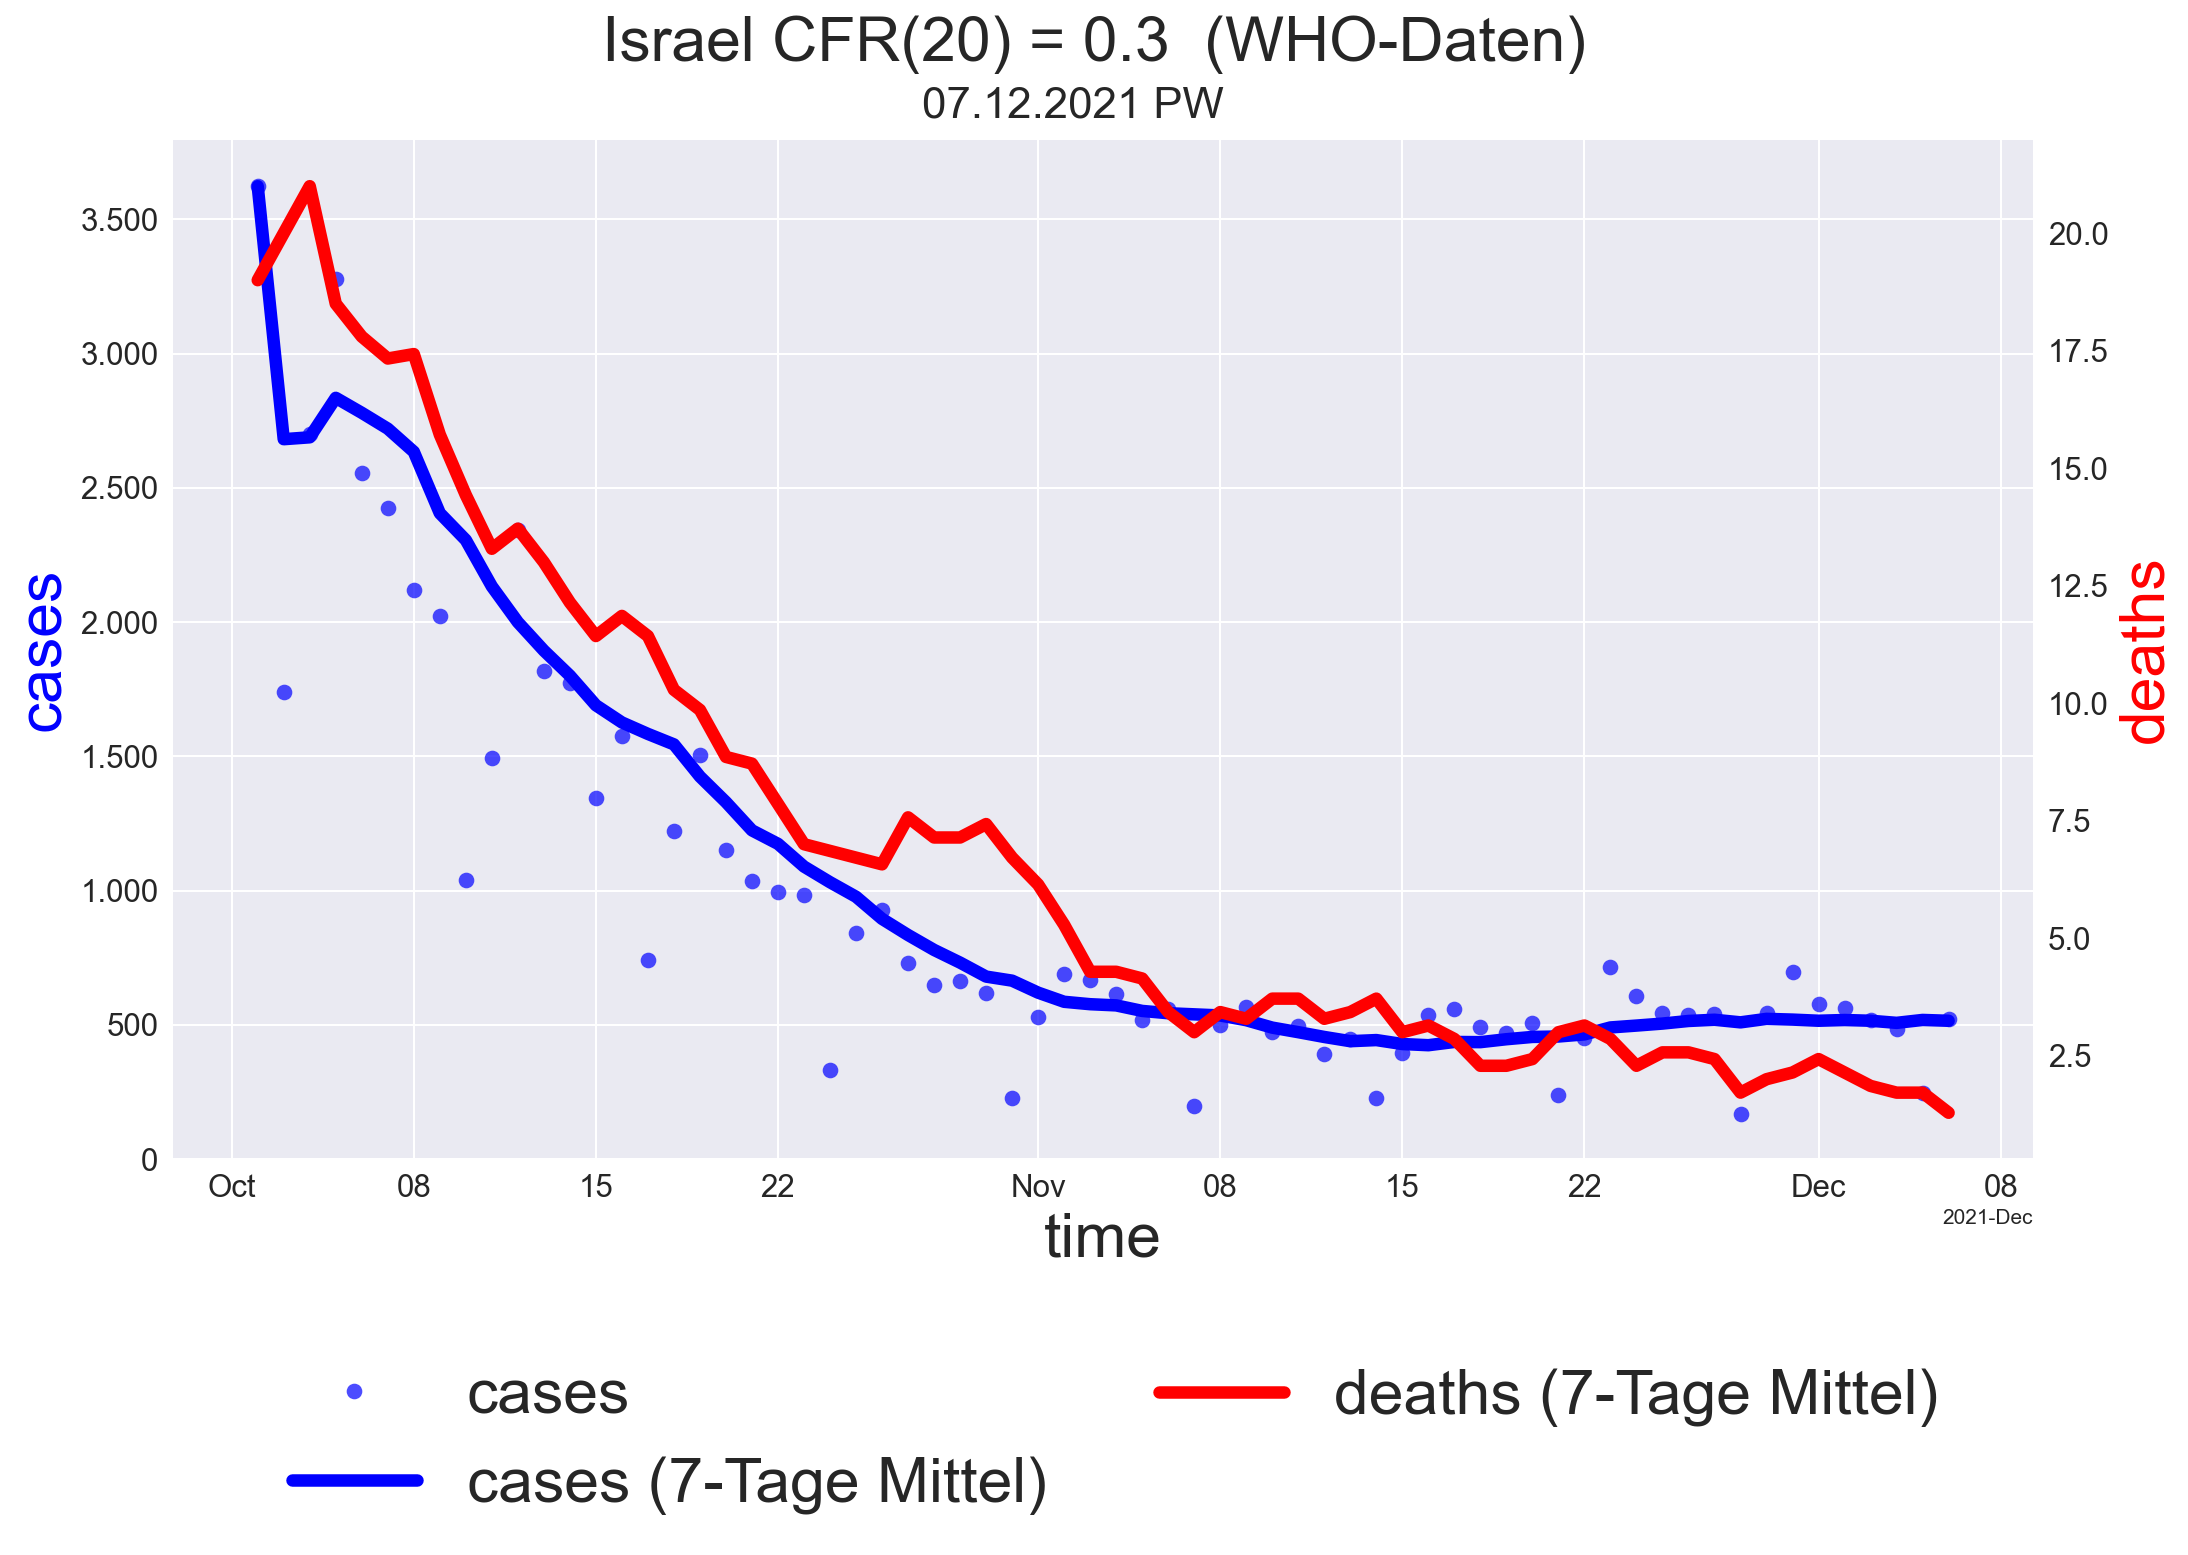 Israel CFR(20) = 0.3  (WHO-Daten)
07.12.2021 PW
3.500
3.000
2.500
2.000
1.500
1.000
500
0
cases
20.0
17.5
15.0
12.5
10.0
7.5
5.0
2.5
deaths
Oct 08 15 22 Nov 08 15 22 Dec 08
2021-Dec
time
cases
cases (7-Tage Mittel)
deaths (7-Tage Mittel)